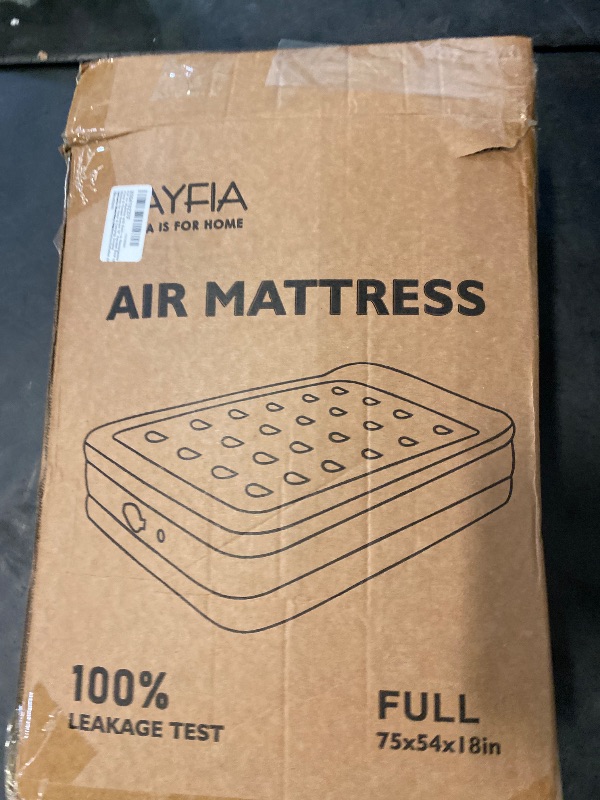 AYFIA
A IS FOR HOME
AIR MATTRESS
100%
LEAKAGE TEST
FULL
75x54x18in